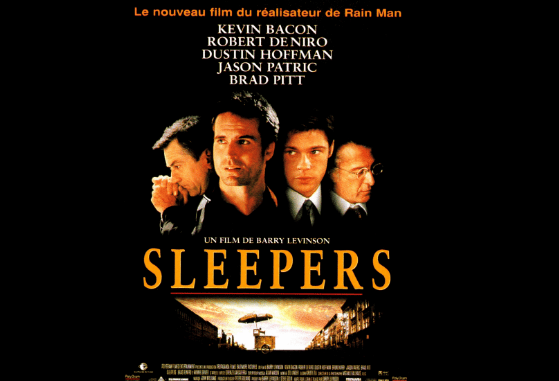 Le nouveau film du réalisateur de Rain Man
KEVIN BACON
ROBERT DE NIRO
DUSTIN HOFFMAN
JASON PATRIC
BRAD PITT
UN FILM DE BARRY LEVINSON
SLEEPERS